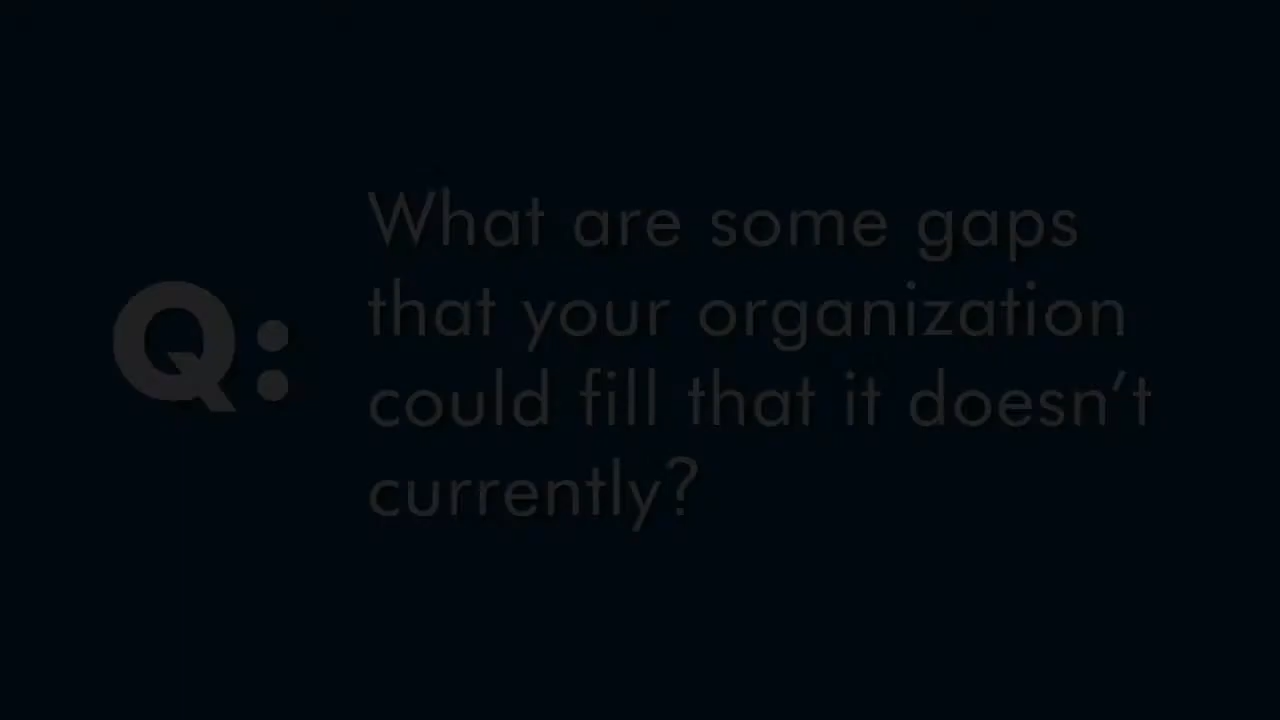 Q:
What are some gaps
that your organization
could fill that it doesn’t
currently?